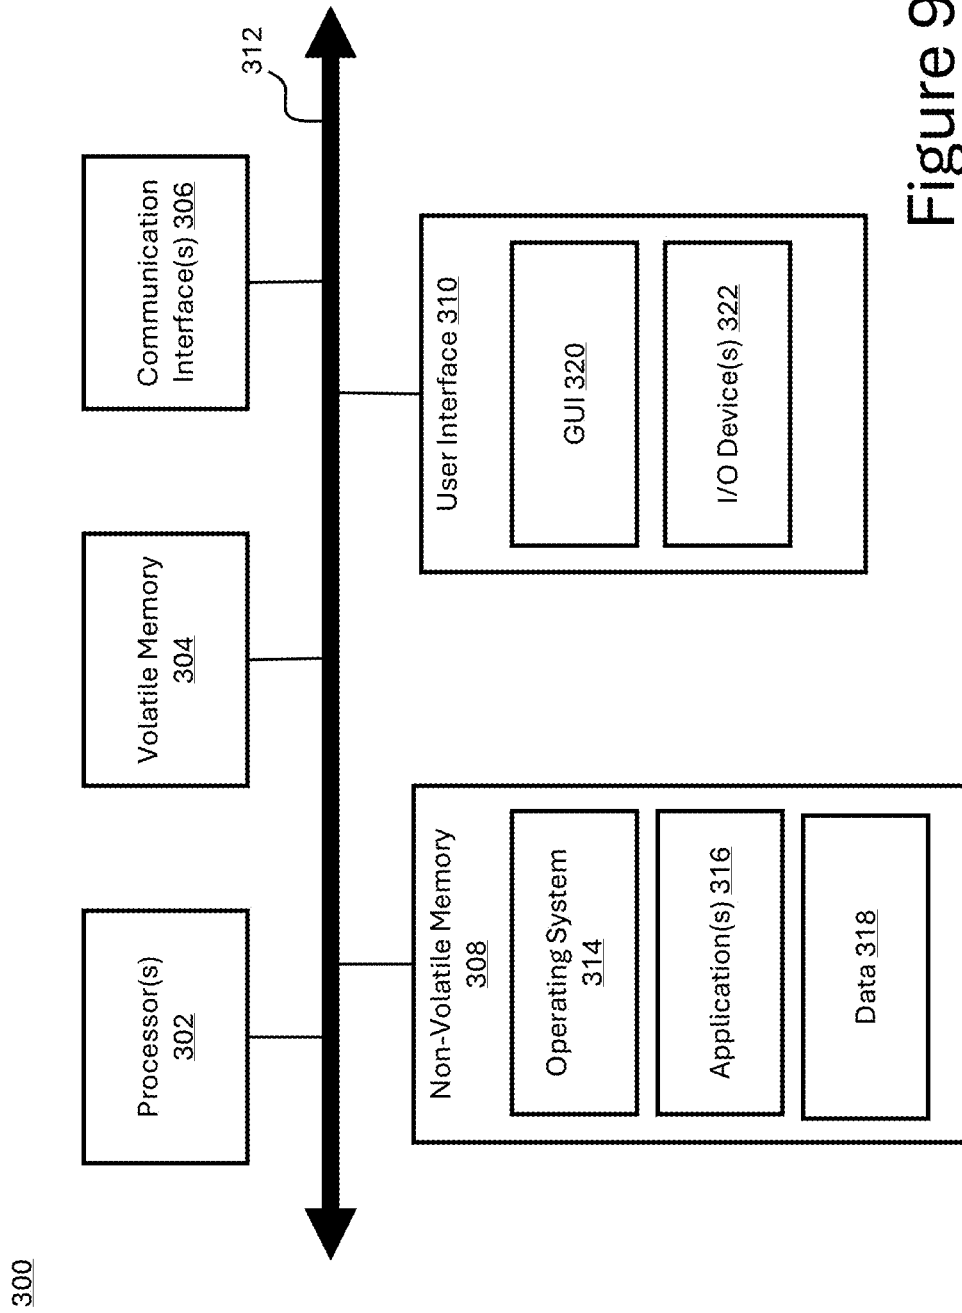 300
Processor(s)
302
Volatile Memory
304
Communication
Interface(s) 306
312
Non-Volatile Memory
308
Operating System
314
Application(s) 316
Data 318
User Interface 310
GUI 320
I/O Device(s) 322
Figure 9